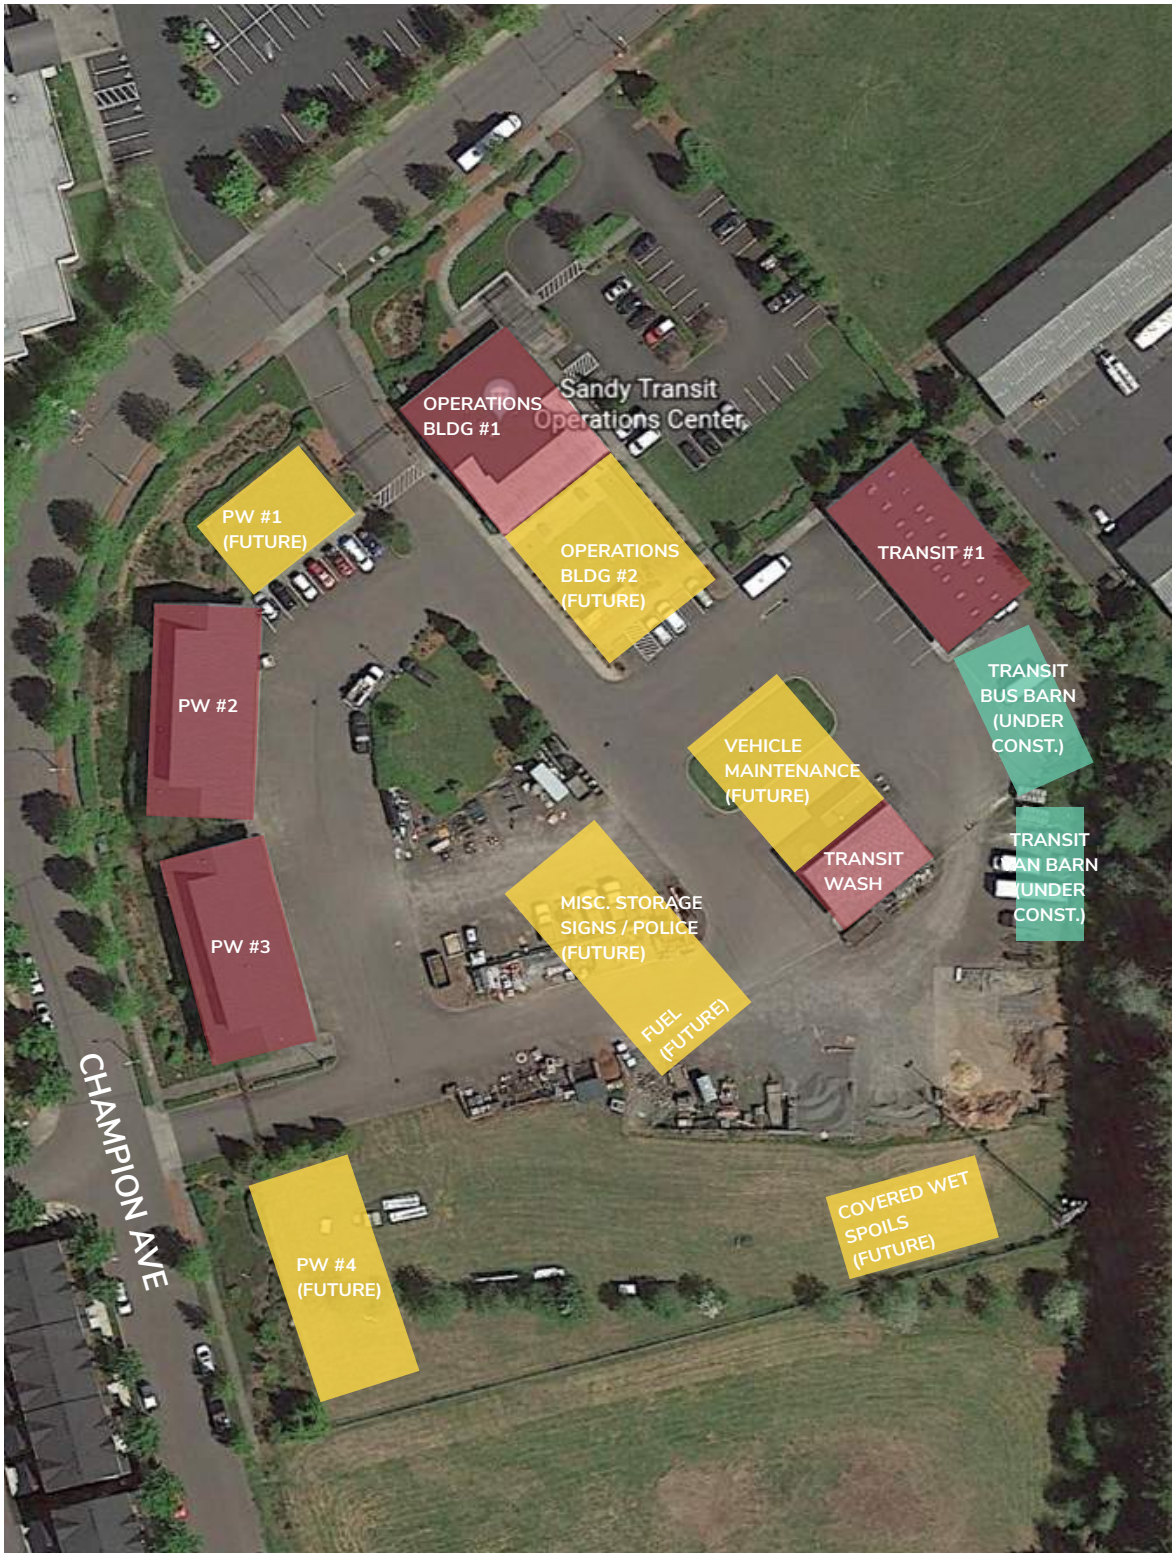 Sandy Transit
Operations Center
OPERATIONS
BLDG #1
PW #1
(FUTURE)
OPERATIONS
BLDG #2
(FUTURE)
TRANSIT #1
TRANSIT
BUS BARN
(UNDER
CONST.)
PW #2
VEHICLE
MAINTENANCE
(FUTURE)
TRANSIT
WASH
TRANSIT
VAN BARN
(UNDER
CONST.)
MISC. STORAGE
SIGNS / POLICE
(FUTURE)
PW #3
FUEL
(FUTURE)
CHAMPION AVE
COVERED WET
SPOILS
(FUTURE)
PW #4
(FUTURE)